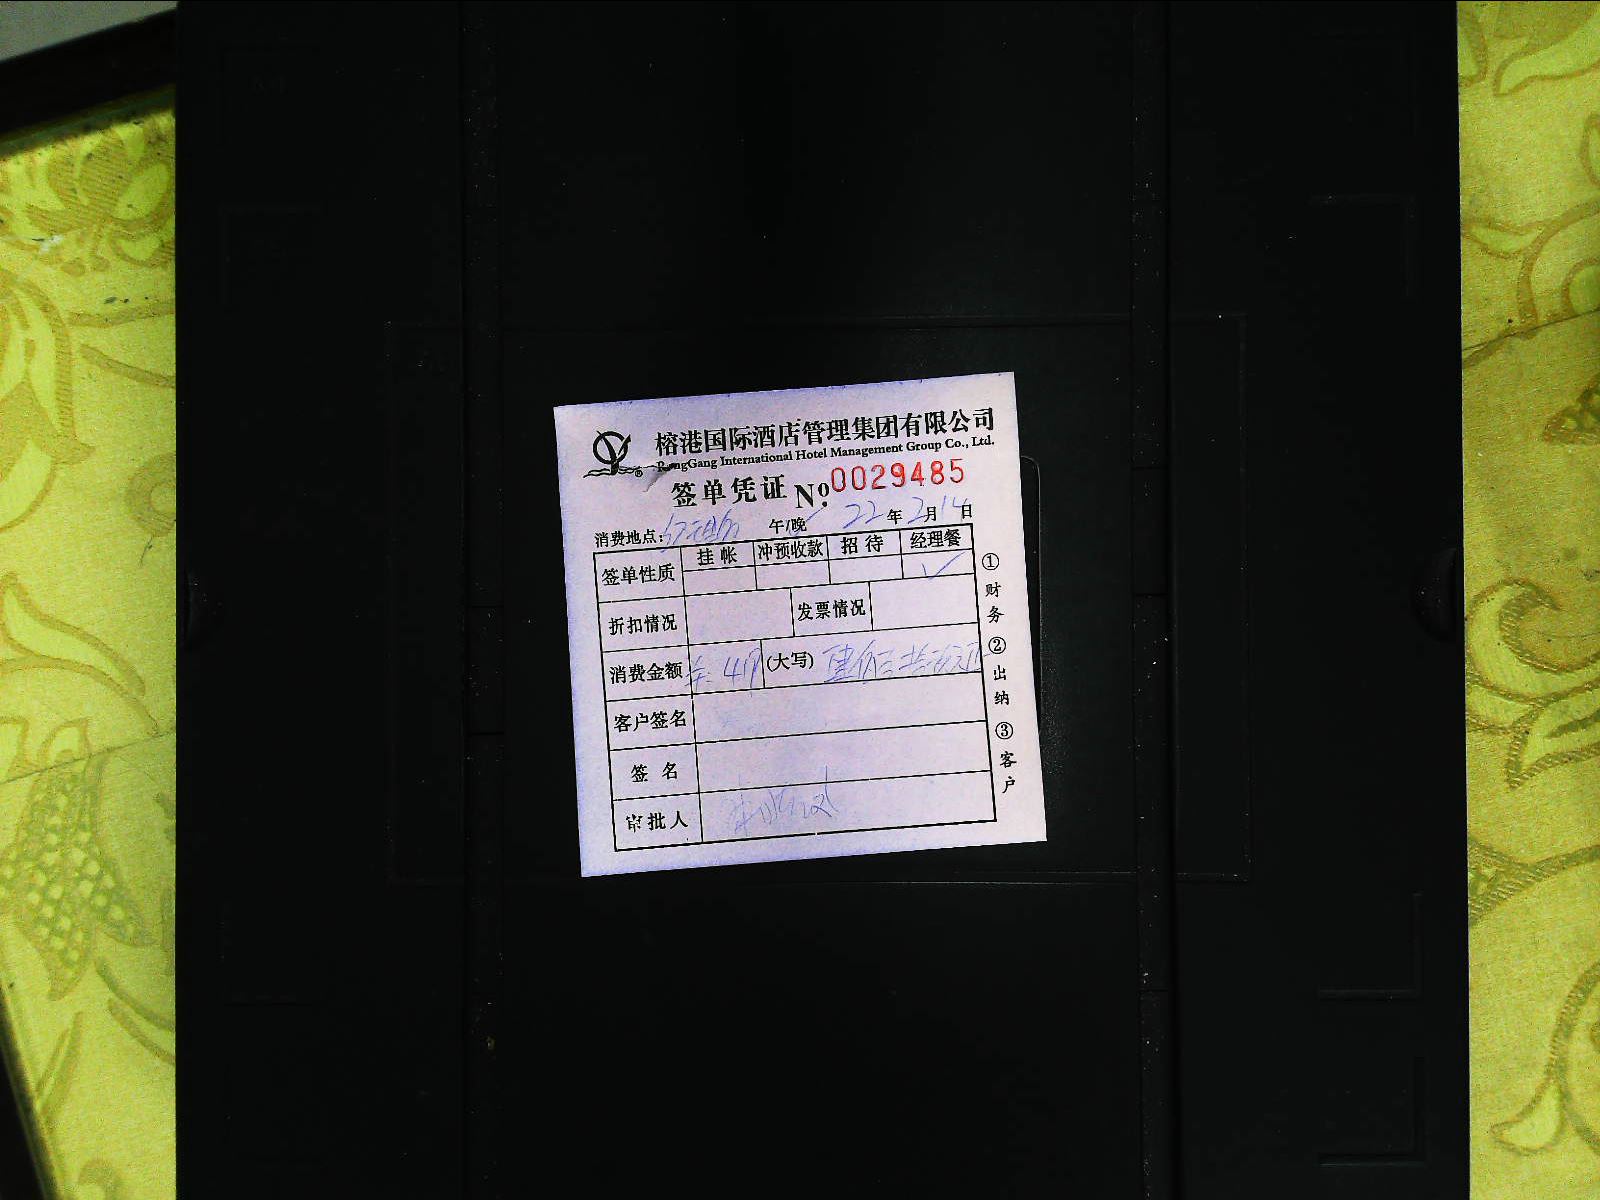 榕港国际酒店管理集团有限公司
RongGang International Hotel Management Group Co., Ltd.
签单凭证 No 0029485
消费地点: 午/晚 22年2月14日
签单性质 挂帐 冲预收款 招待 经理餐
✓
折扣情况 发票情况
消费金额 (大写)
客户签名
签名
审批人
①财务 ②出纳 ③客户